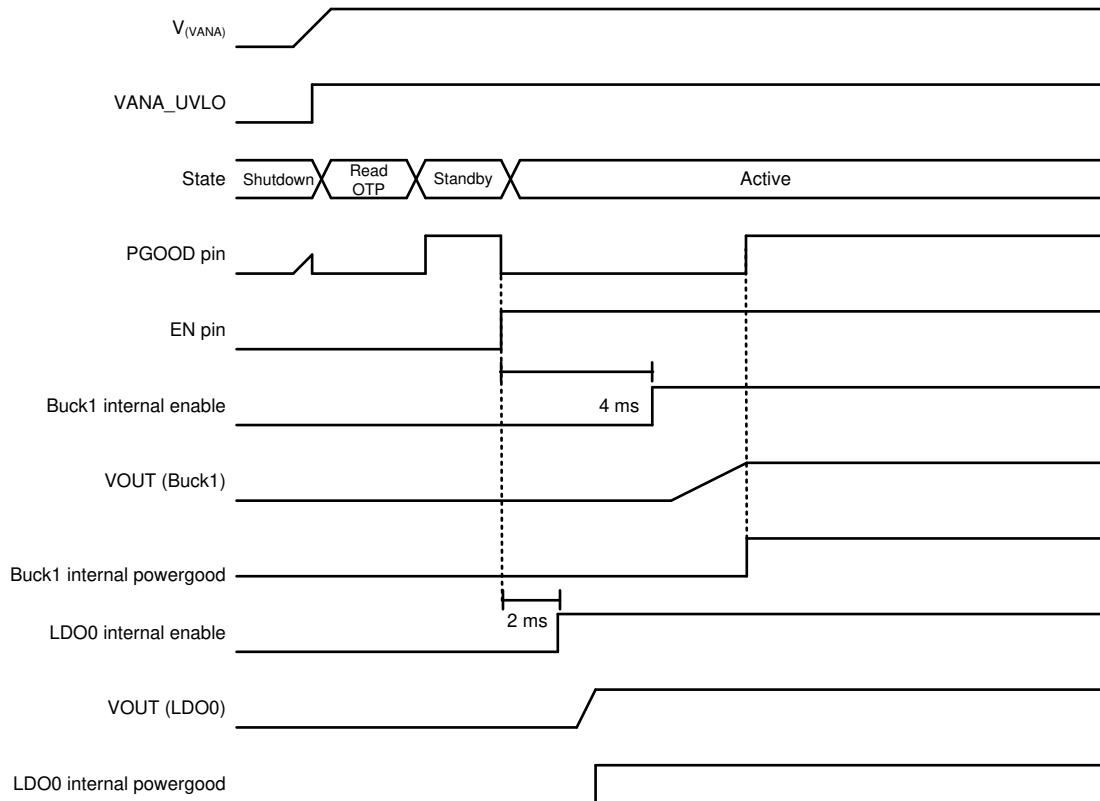 V(VANA)
VANA_UVLO
State
Shutdown
Read
OTP
Standby
Active
PGOOD pin
EN pin
Buck1 internal enable
4 ms
VOUT (Buck1)
Buck1 internal powergood
2 ms
LDO0 internal enable
VOUT (LDO0)
LDO0 internal powergood